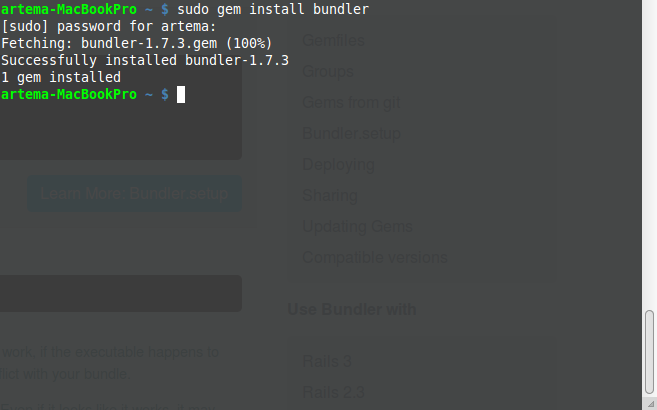 artema-MacBookPro ~ $ sudo gem install bundler
[sudo] password for artema:
Fetching: bundler-1.7.3.gem (100%)
Successfully installed bundler-1.7.3
1 gem installed
artema-MacBookPro ~ $
Gemfiles
Groups
Gems from git
Bundler.setup
Deploying
Sharing
Updating Gems
Compatible versions
Learn More: Bundler.setup
Use Bundler with
work, if the executable happens to
flict with your bundle.
Rails 3
Rails 2.3